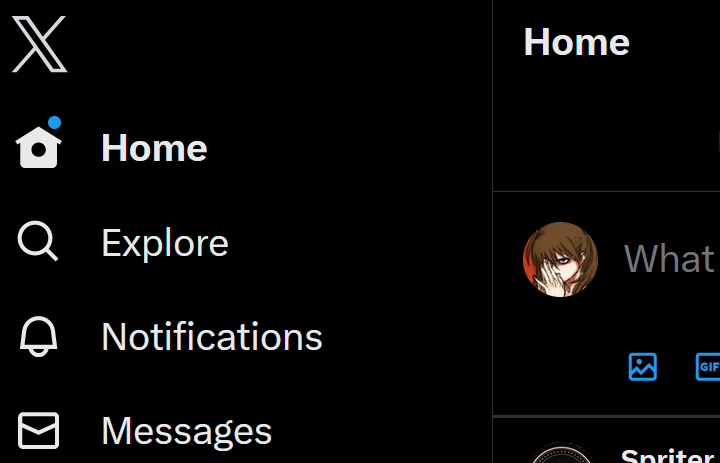 Home
Explore
Notifications
Messages
Home
What
GIF
Spriter